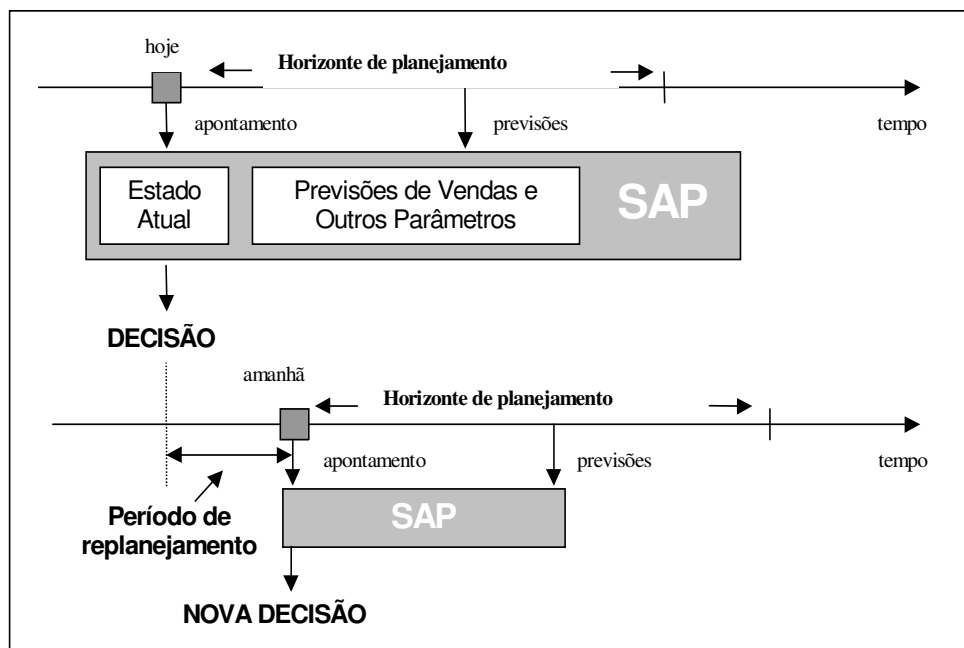 hoje
Horizonte de planejamento
apontamento
previsões
tempo
Estado
Atual
Previsões de Vendas e
Outros Parâmetros
SAP
DECISÃO
amanhã
Horizonte de planejamento
apontamento
previsões
tempo
SAP
Período de
replanejamento
NOVA DECISÃO